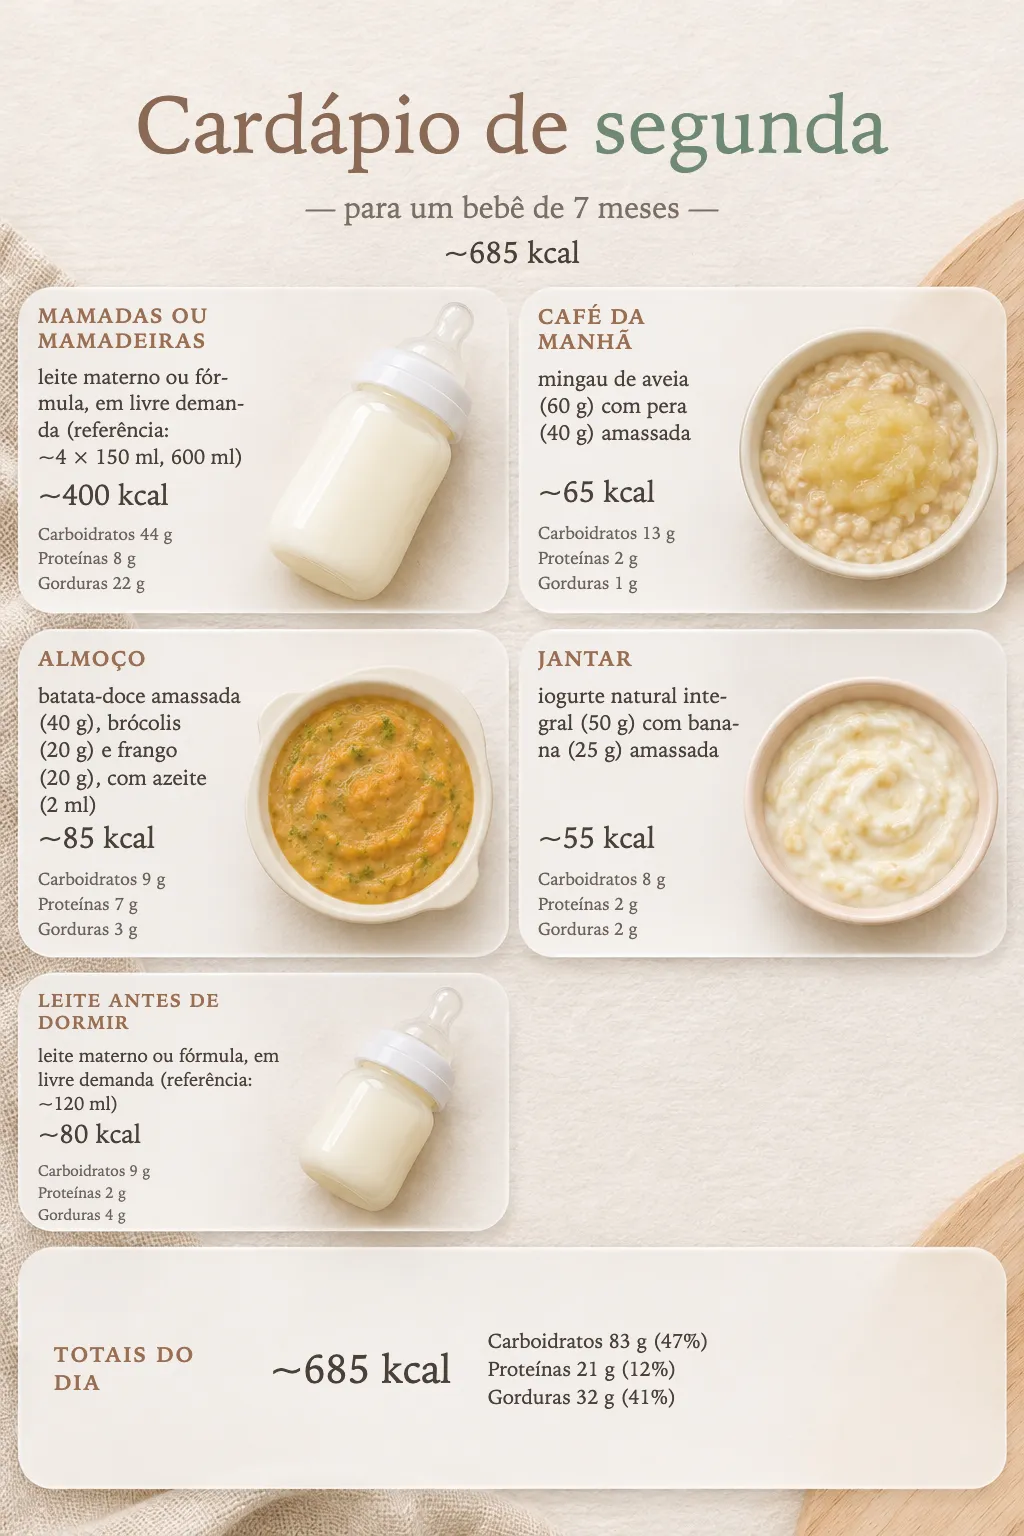 Cardápio de segunda
— para um bebê de 7 meses —
~685 kcal
MAMADAS OU
MAMADEIRAS
leite materno ou fór-
mula, em livre deman-
da (referência:
~4 × 150 ml, 600 ml)
~400 kcal
Carboidratos 44 g
Proteínas 8 g
Gorduras 22 g
CAFÉ DA
MANHÃ
mingau de aveia
(60 g) com pera
(40 g) amassada
~65 kcal
Carboidratos 13 g
Proteínas 2 g
Gorduras 1 g
ALMOÇO
batata-doce amassada
(40 g), brócolis
(20 g) e frango
(20 g), com azeite
(2 ml)
~85 kcal
Carboidratos 9 g
Proteínas 7 g
Gorduras 3 g
JANTAR
iogurte natural inte-
gral (50 g) com bana-
na (25 g) amassada
~55 kcal
Carboidratos 8 g
Proteínas 2 g
Gorduras 2 g
LEITE ANTES DE
DORMIR
leite materno ou fórmula, em
livre demanda (referência:
~120 ml)
~80 kcal
Carboidratos 9 g
Proteínas 2 g
Gorduras 4 g
TOTAIS DO
DIA
~685 kcal
Carboidratos 83 g (47%)
Proteínas 21 g (12%)
Gorduras 32 g (41%)